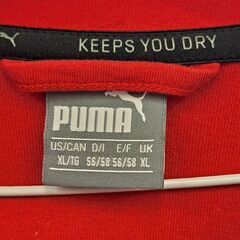 KEEPS YOU DRY
PUMA
US/CAN D/I E/F UK
XL/TG 56/58 56/58 XL